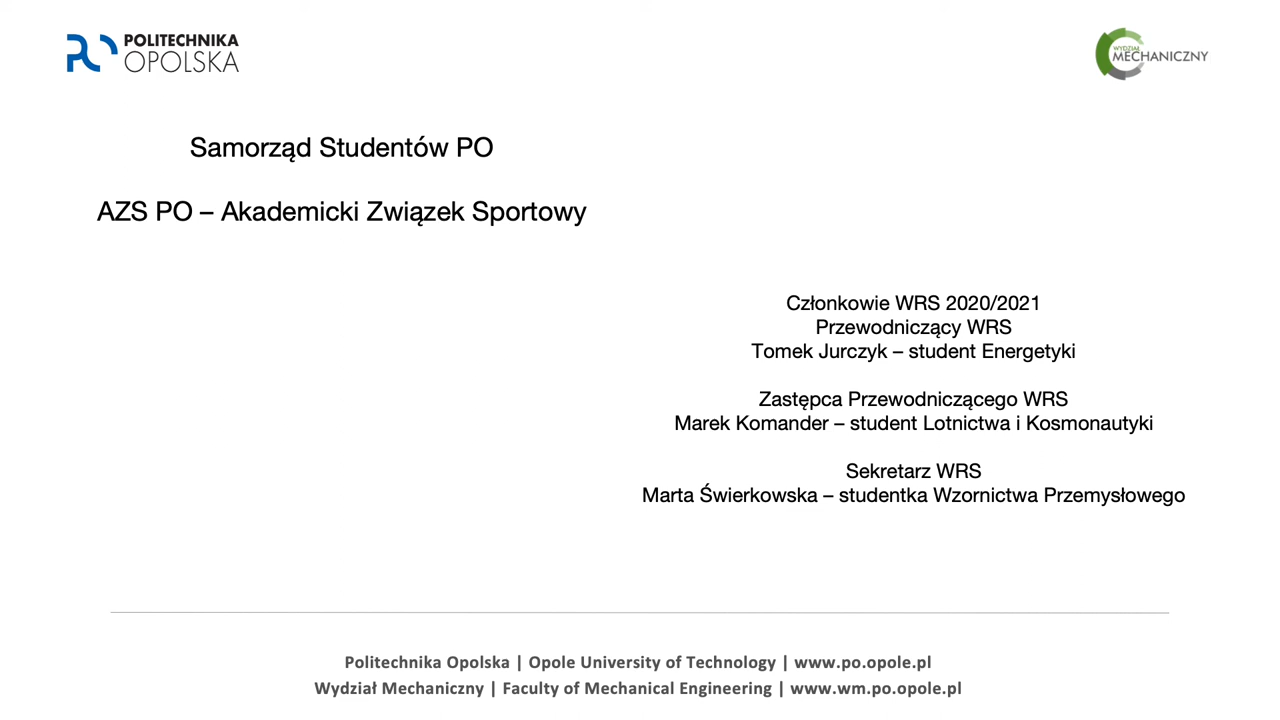 POLITECHNIKA
OPOLSKA
WYDZIAŁ
MECHANICZNY
Samorząd Studentów PO
AZS PO – Akademicki Związek Sportowy
Członkowie WRS 2020/2021
Przewodniczący WRS
Tomek Jurczyk – student Energetyki
Zastępca Przewodniczącego WRS
Marek Komander – student Lotnictwa i Kosmonautyki
Sekretarz WRS
Marta Świerkowska – studentka Wzornictwa Przemysłowego
Politechnika Opolska | Opole University of Technology | www.po.opole.pl
Wydział Mechaniczny | Faculty of Mechanical Engineering | www.wm.po.opole.pl